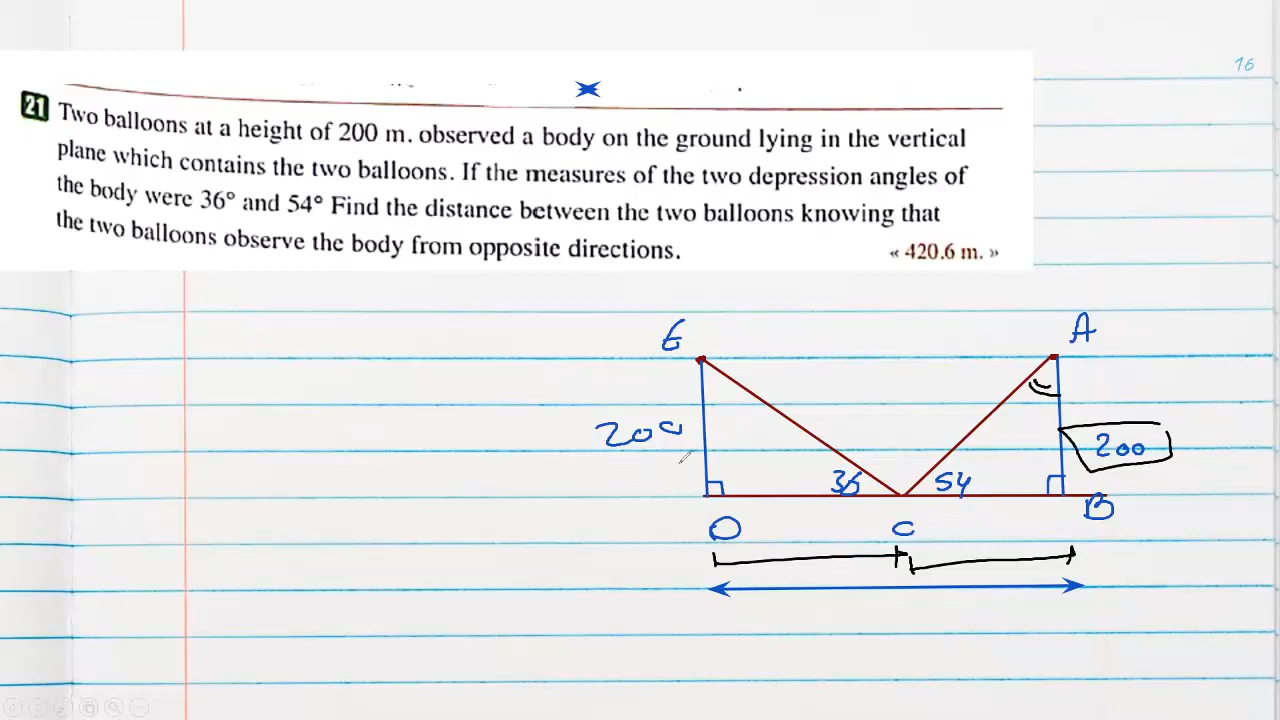 16
21 Two balloons at a height of 200 m. observed a body on the ground lying in the vertical
plane which contains the two balloons. If the measures of the two depression angles of
the body were 36° and 54° Find the distance between the two balloons knowing that
the two balloons observe the body from opposite directions. « 420.6 m. »
E A
200 200
36 54
D C B